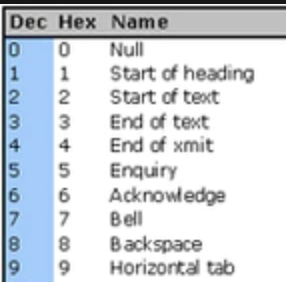 Dec Hex Name
0 0 Null
1 1 Start of heading
2 2 Start of text
3 3 End of text
4 4 End of xmit
5 5 Enquiry
6 6 Acknowledge
7 7 Bell
8 8 Backspace
9 9 Horizontal tab